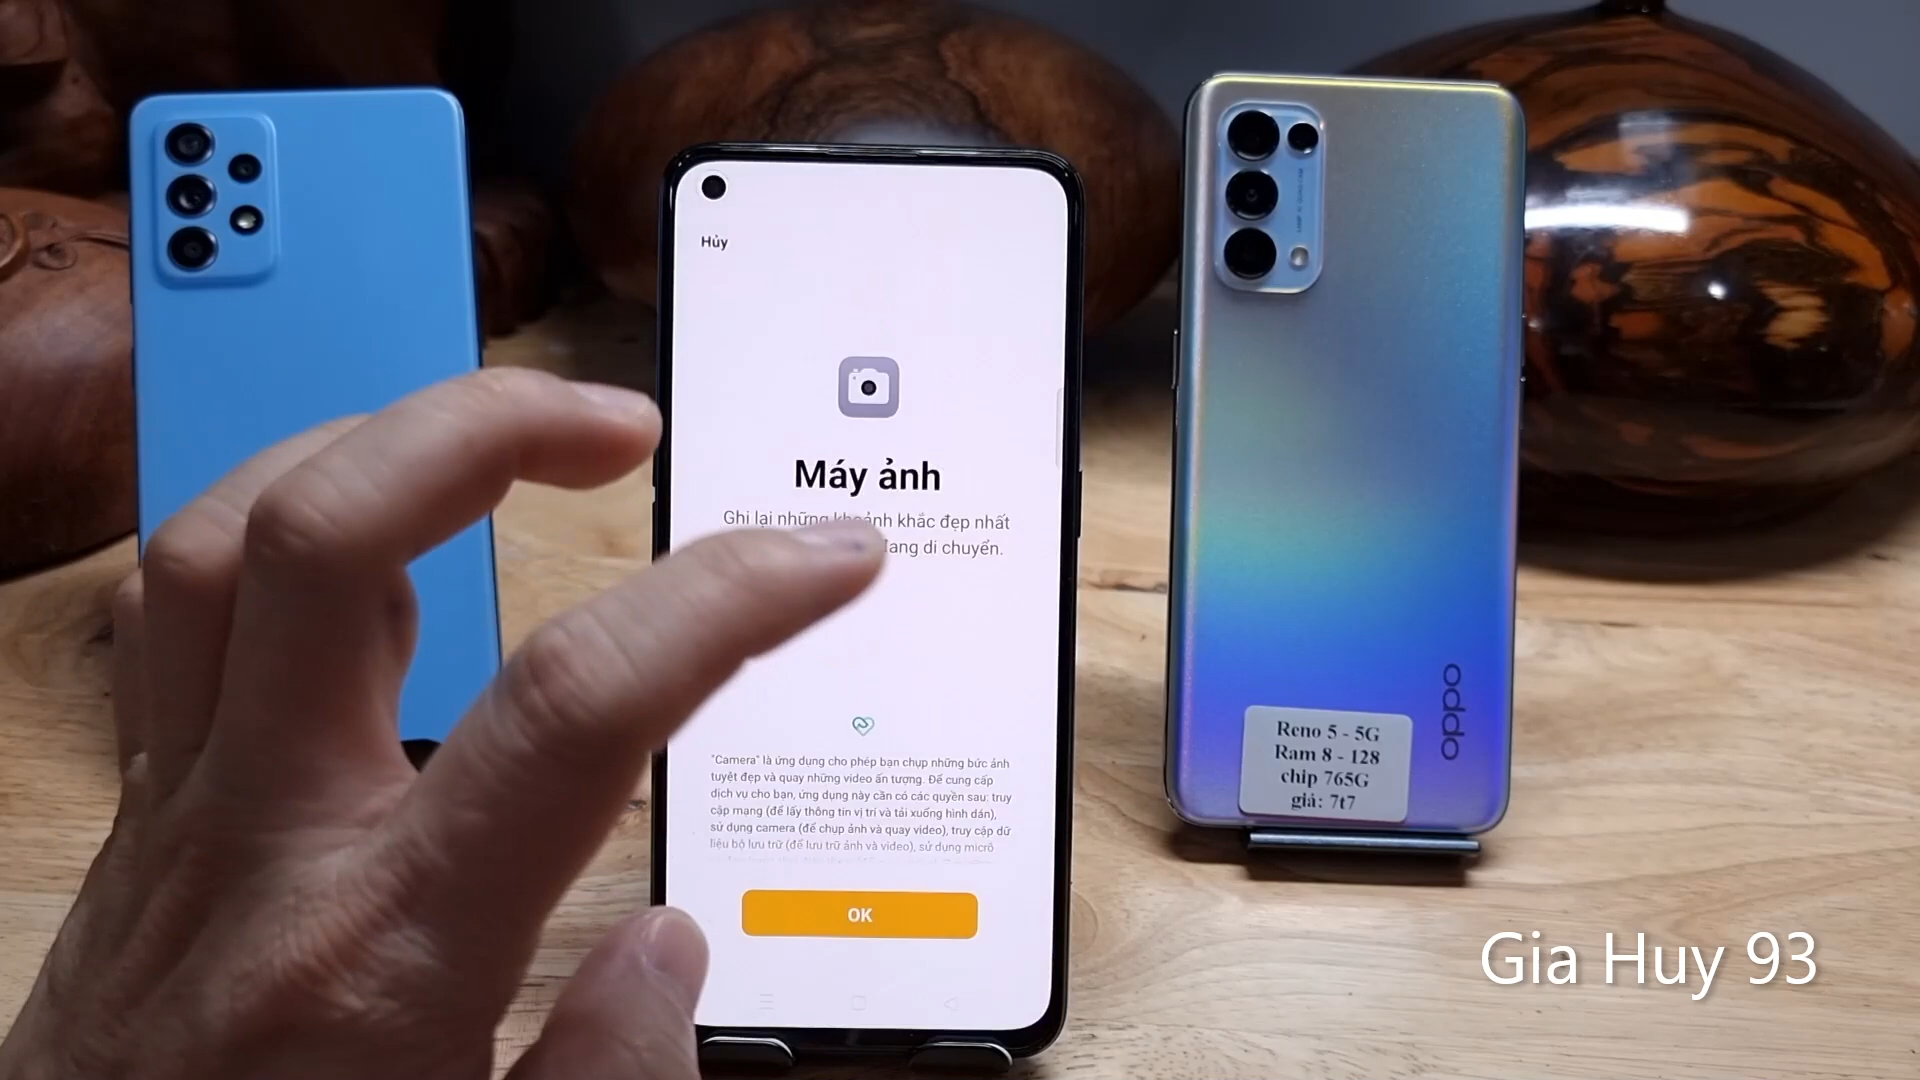 Hủy
Máy ảnh
Ghi lại những khoảnh khắc đẹp nhất
đang di chuyển.
"Camera" là ứng dụng cho phép bạn chụp những bức ảnh
tuyệt đẹp và quay những video ấn tượng. Để cung cấp
dịch vụ cho bạn, ứng dụng này cần có các quyền sau: truy
cập mạng (để lấy thông tin vị trí và tải xuống hình dán),
sử dụng camera (để chụp ảnh và quay video), truy cập dữ
liệu bộ lưu trữ (để lưu trữ ảnh và video), sử dụng micrô
OK
oppo
Reno 5 - 5G
Ram 8 - 128
chip 765G
giá: 7t7
Gia Huy 93